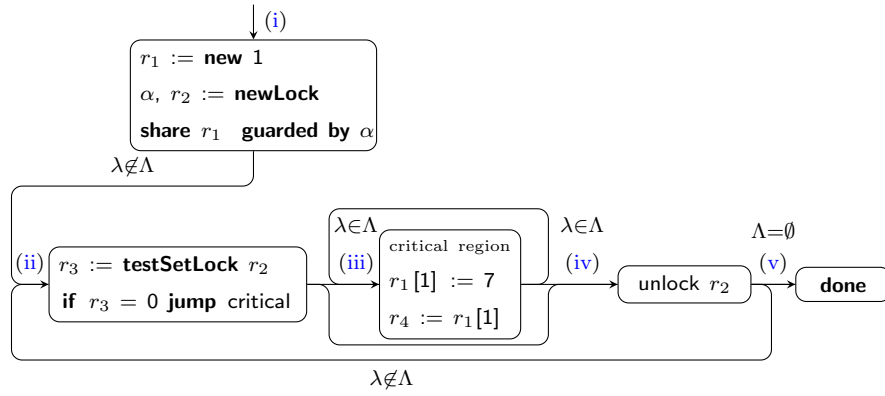 (i)
r₁ := new 1
α, r₂ := newLock
share r₁ guarded by α
λ∉Λ
λ∈Λ
critical region
λ∈Λ
Λ=∅
(ii)
r₃ := testSetLock r₂
if r₃ = 0 jump critical
(iii)
r₁[1] := 7
r₄ := r₁[1]
(iv)
unlock r₂
(v)
done
λ∉Λ